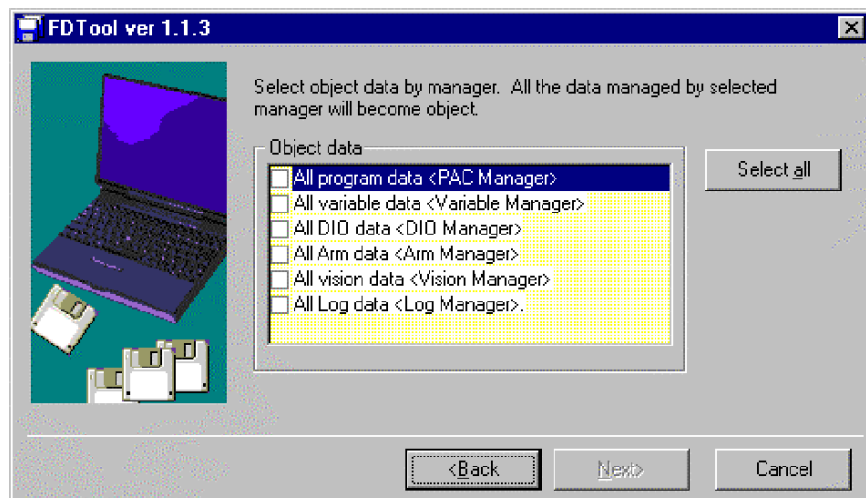 FDTool ver 1.1.3
Select object data by manager. All the data managed by selected
manager will become object.
Object data
All program data <PAC Manager>
All variable data <Variable Manager>
All DIO data <DIO Manager>
All Arm data <Arm Manager>
All vision data <Vision Manager>
All Log data <Log Manager>.
Select all
<Back
Next>
Cancel